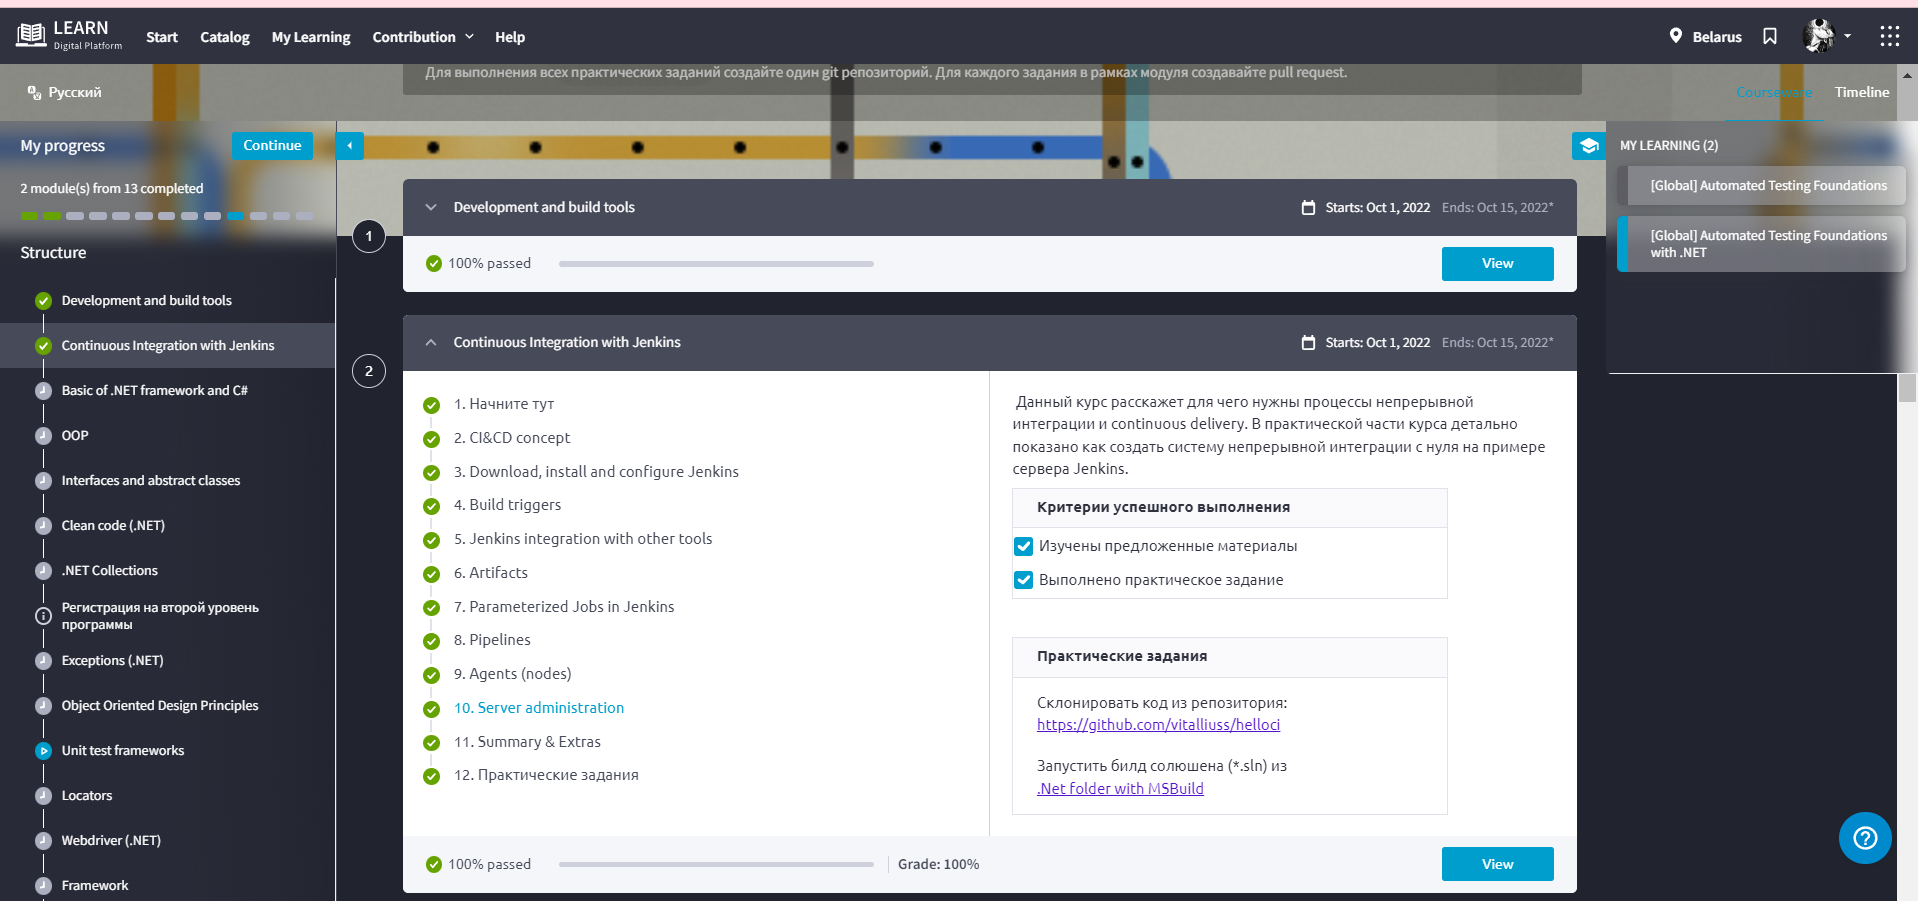 LEARN
Digital Platform
Start
Catalog
My Learning
Contribution
Help
Belarus
Для выполнения всех практических заданий создайте один git репозиторий. Для каждого задания в рамках модуля создавайте pull request.
Русский
Courseware
Timeline
My progress
Continue
2 module(s) from 13 completed
Structure
Development and build tools
Continuous Integration with Jenkins
Basic of .NET framework and C#
OOP
Interfaces and abstract classes
Clean code (.NET)
.NET Collections
Регистрация на второй уровень
программы
Exceptions (.NET)
Object Oriented Design Principles
Unit test frameworks
Locators
Webdriver (.NET)
Framework
1
Development and build tools
Starts: Oct 1, 2022
Ends: Oct 15, 2022*
100% passed
View
2
Continuous Integration with Jenkins
Starts: Oct 1, 2022
Ends: Oct 15, 2022*
1. Начните тут
2. CI&CD concept
3. Download, install and configure Jenkins
4. Build triggers
5. Jenkins integration with other tools
6. Artifacts
7. Parameterized Jobs in Jenkins
8. Pipelines
9. Agents (nodes)
10. Server administration
11. Summary & Extras
12. Практические задания
Данный курс расскажет для чего нужны процессы непрерывной
интеграции и continuous delivery. В практической части курса детально
показано как создать систему непрерывной интеграции с нуля на примере
сервера Jenkins.
Критерии успешного выполнения
Изучены предложенные материалы
Выполнено практическое задание
Практические задания
Склонировать код из репозитория:
https://github.com/vitalliuss/helloci
Запустить билд солюшена (*.sln) из
.Net folder with MSBuild
100% passed
Grade: 100%
View
MY LEARNING (2)
[Global] Automated Testing Foundations
[Global] Automated Testing Foundations
with .NET